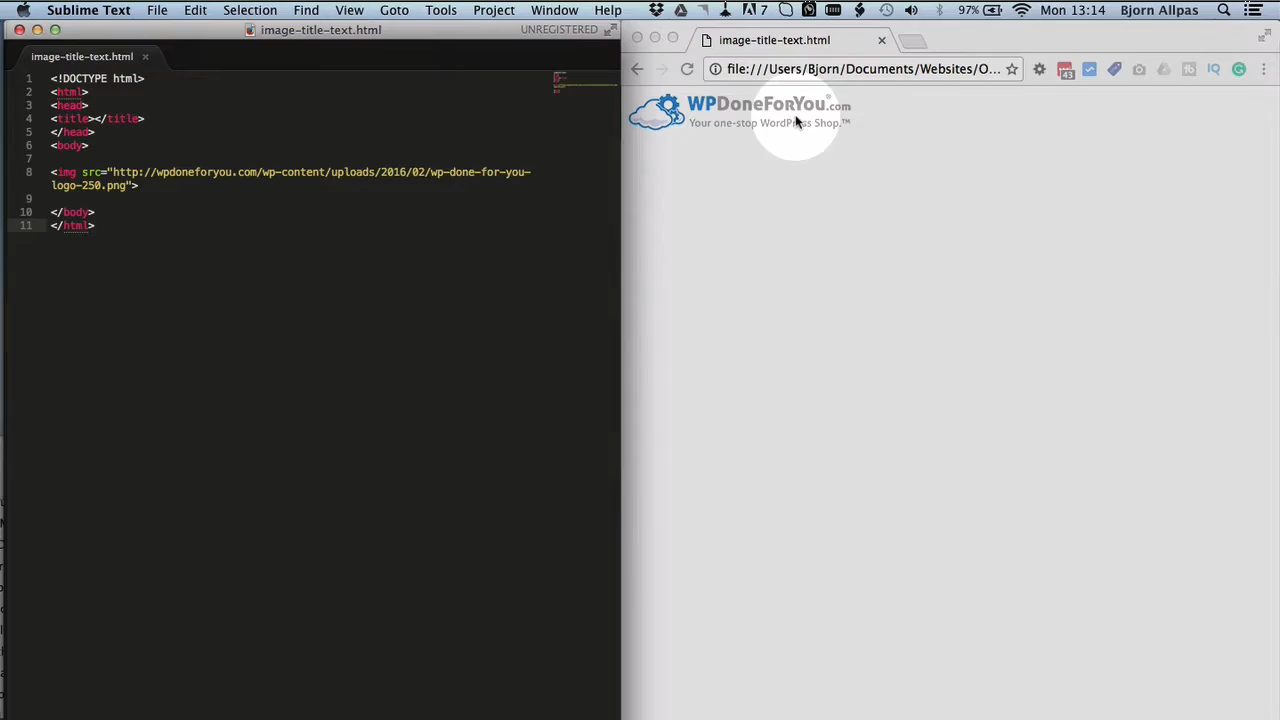 Sublime Text File Edit Selection Find View Goto Tools Project Window Help 7 97% Mon 13:14 Bjorn Allpas
image-title-text.html UNREGISTERED
image-title-text.html ×
1 <!DOCTYPE html>
2 <html>
3 <head>
4 <title></title>
5 </head>
6 <body>
7
8 <img src="http://wpdoneforyou.com/wp-content/uploads/2016/02/wp-done-for-you-
logo-250.png">
9
10 </body>
11 </html>
image-title-text.html ×
file:///Users/Bjorn/Documents/Websites/O... 43 IQ
WPDoneForYou.com
Your one-stop WordPress Shop.™